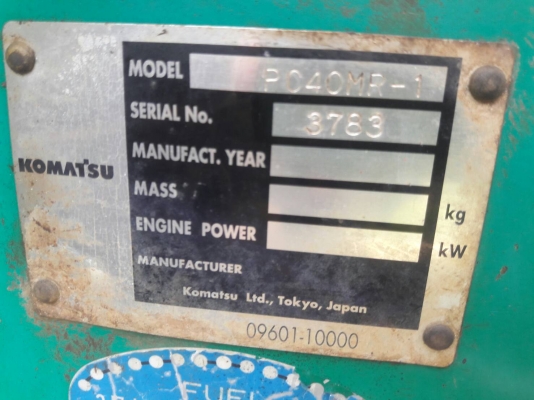 MODEL PC40MR-1
SERIAL No. 3783
MANUFACT. YEAR
KOMATSU
MASS kg
ENGINE POWER kW
MANUFACTURER
Komatsu Ltd., Tokyo, Japan
09601-10000
FUEL